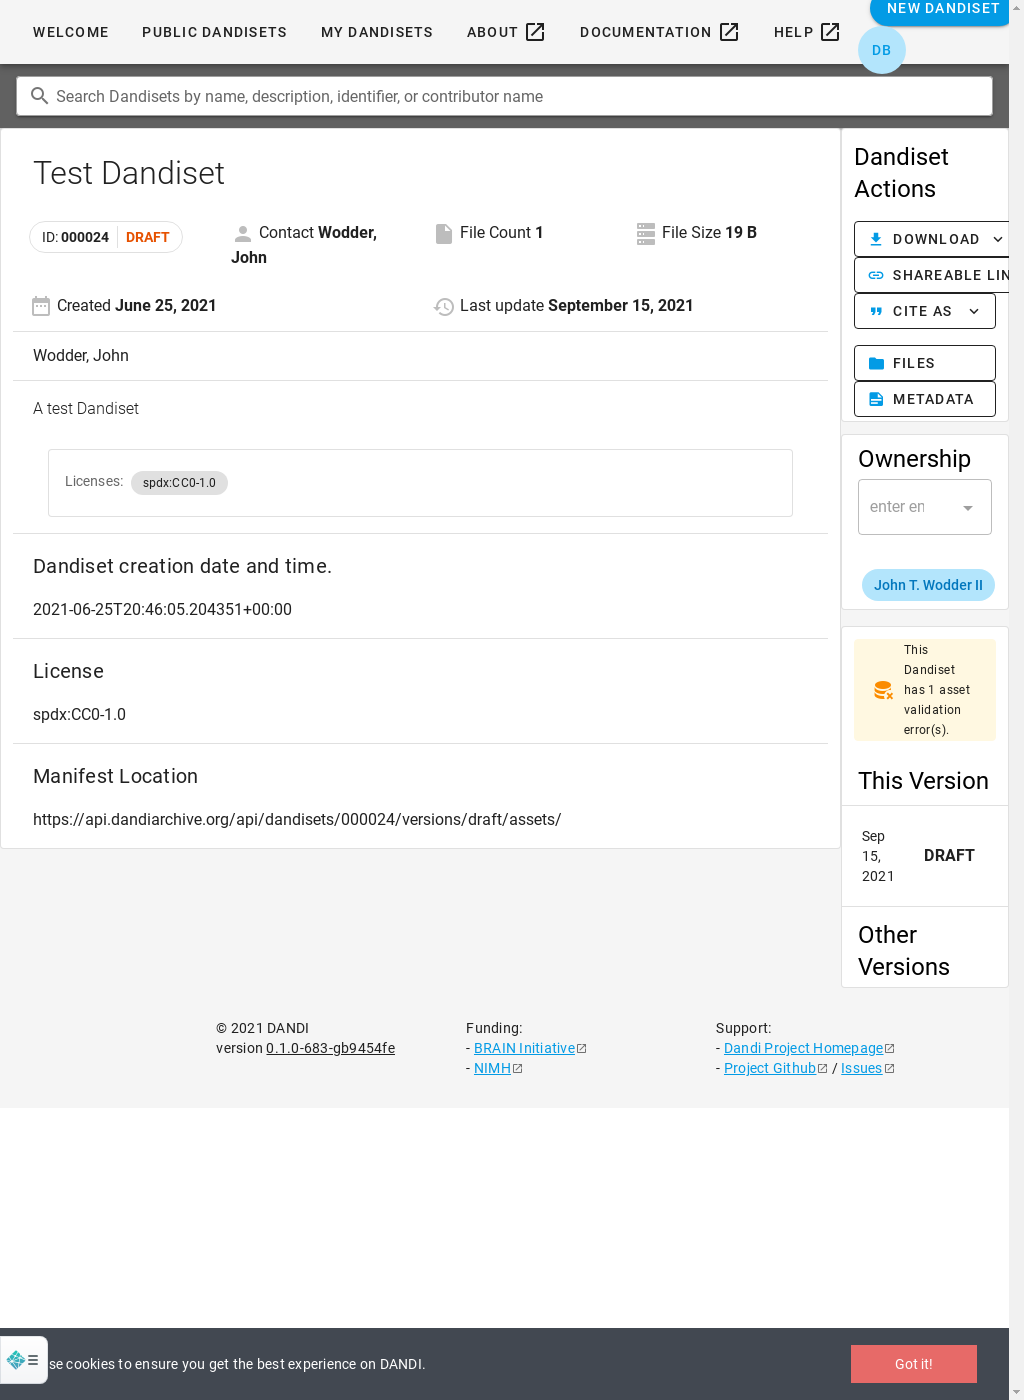 WELCOME PUBLIC DANDISETS MY DANDISETS ABOUT DOCUMENTATION HELP NEW DANDISET
DB
Search Dandisets by name, description, identifier, or contributor name
Test Dandiset
ID: 000024 DRAFT
Contact Wodder, John
File Count 1
File Size 19 B
Created June 25, 2021
Last update September 15, 2021
Wodder, John
A test Dandiset
Licenses: spdx:CC0-1.0
Dandiset creation date and time.
2021-06-25T20:46:05.204351+00:00
License
spdx:CC0-1.0
Manifest Location
https://api.dandiarchive.org/api/dandisets/000024/versions/draft/assets/
Dandiset
Actions
DOWNLOAD
SHAREABLE LIN
CITE AS
FILES
METADATA
Ownership
enter en
John T. Wodder II
This
Dandiset
has 1 asset
validation
error(s).
This Version
Sep
15,
2021
DRAFT
Other
Versions
© 2021 DANDI
version 0.1.0-683-gb9454fe
Funding:
- BRAIN Initiative
- NIMH
Support:
- Dandi Project Homepage
- Project Github / Issues
se cookies to ensure you get the best experience on DANDI.
Got it!